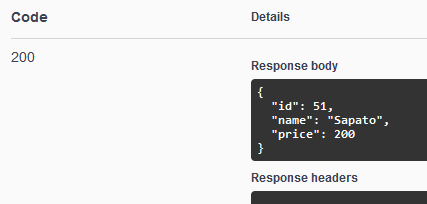 Code Details
200
Response body
{
  "id": 51,
  "name": "Sapato",
  "price": 200
}
Response headers